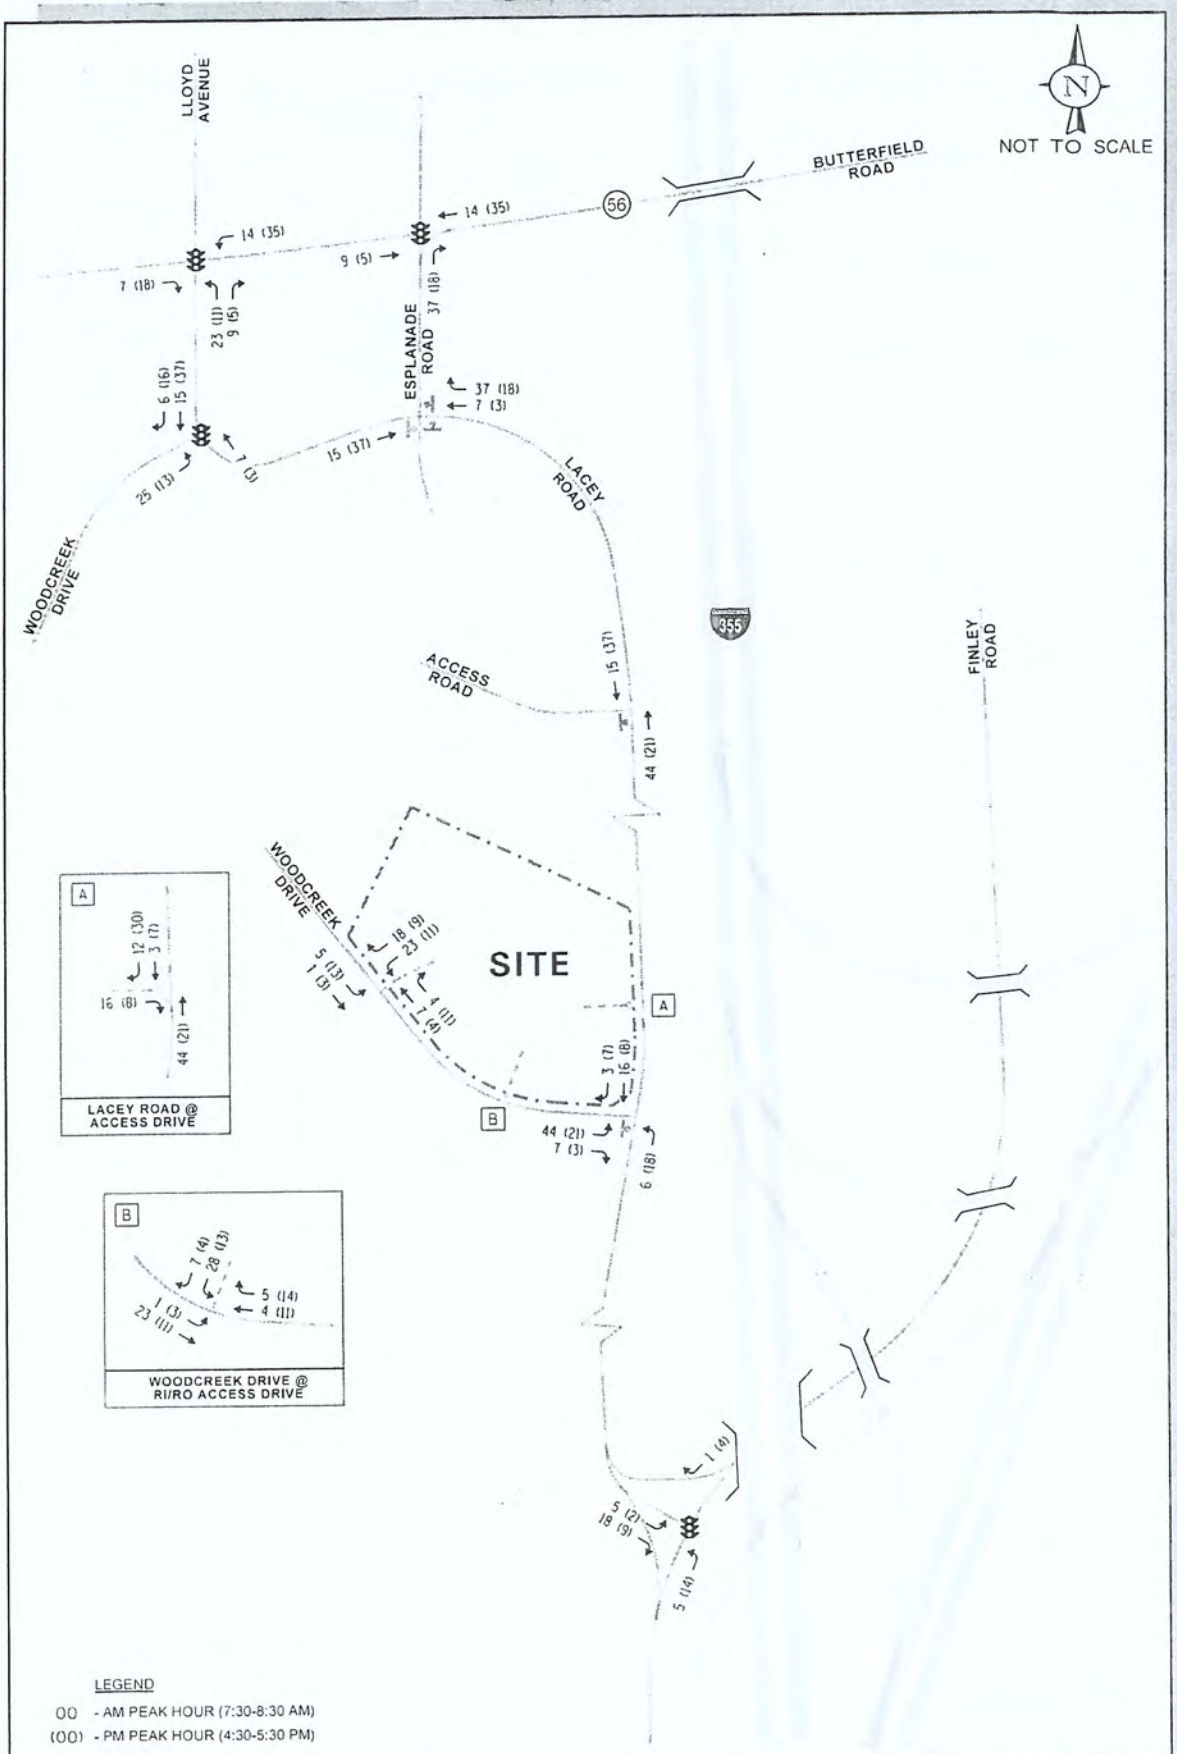 LLOYD
AVENUE
N
NOT TO SCALE
BUTTERFIELD
ROAD
56
14 (35)
14 (35)
9 (5)
7 (18)
23 (11)
9 (5)
ESPLANADE
ROAD
37 (18)
6 (16)
15 (37)
37 (18)
7 (3)
15 (37)
7 (3)
25 (13)
LACEY
ROAD
WOODCREEK
DRIVE
355
FINLEY
ROAD
ACCESS
ROAD
15 (37)
44 (21)
WOODCREEK
DRIVE
18 (9)
23 (11)
5 (13)
1 (3)
4 (11)
7 (4)
SITE
A
3 (7)
16 (8)
B
44 (21)
7 (3)
6 (18)
A
12 (30)
3 (7)
16 (8)
44 (21)
LACEY ROAD @
ACCESS DRIVE
B
7 (4)
28 (13)
5 (14)
4 (11)
1 (3)
23 (11)
WOODCREEK DRIVE @
RI/RO ACCESS DRIVE
1 (4)
5 (2)
18 (9)
5 (14)
LEGEND
00 - AM PEAK HOUR (7:30-8:30 AM)
(00) - PM PEAK HOUR (4:30-5:30 PM)